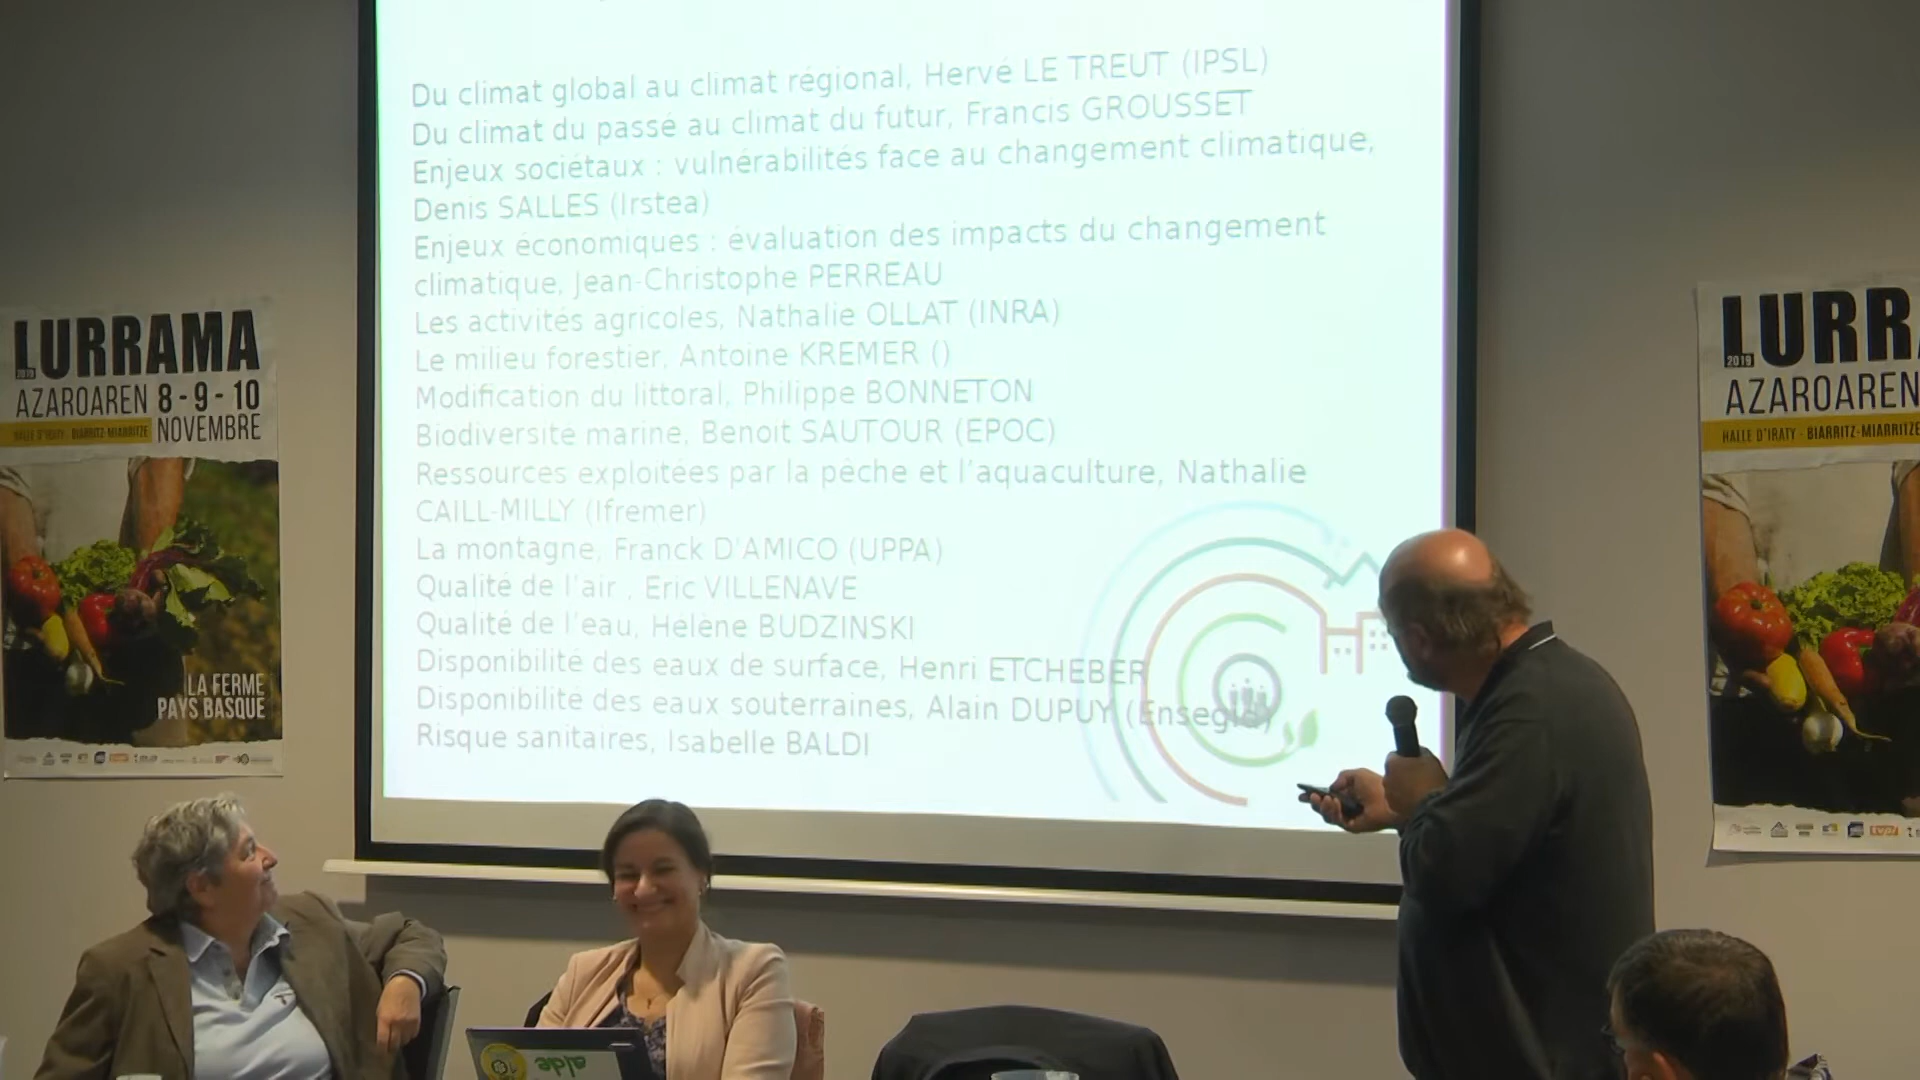 Du climat global au climat régional, Hervé LE TREUT (IPSL)
Du climat du passé au climat du futur, Francis GROUSSET
Enjeux sociétaux : vulnérabilités face au changement climatique,
Denis SALLES (Irstea)
Enjeux économiques : évaluation des impacts du changement
climatique, Jean-Christophe PERREAU
Les activités agricoles, Nathalie OLLAT (INRA)
Le milieu forestier, Antoine KREMER ()
Modification du littoral, Philippe BONNETON
Biodiversité marine, Benoit SAUTOUR (EPOC)
Ressources exploitées par la pêche et l'aquaculture, Nathalie
CAILL-MILLY (Ifremer)
La montagne, Franck D'AMICO (UPPA)
Qualité de l'air , Eric VILLENAVE
Qualité de l'eau, Hélène BUDZINSKI
Disponibilité des eaux de surface, Henri ETCHEBER
Disponibilité des eaux souterraines, Alain DUPUY (Ensegid)
Risque sanitaires, Isabelle BALDI
LURRAMA
2019
AZAROAREN 8 - 9 - 10
HALLE D'IRATY - BIARRITZ-MIARRITZE NOVEMBRE
LA FERME
PAYS BASQUE
LURR
2019
AZAROAREN
HALLE D'IRATY - BIARRITZ-MIARRITZE
able